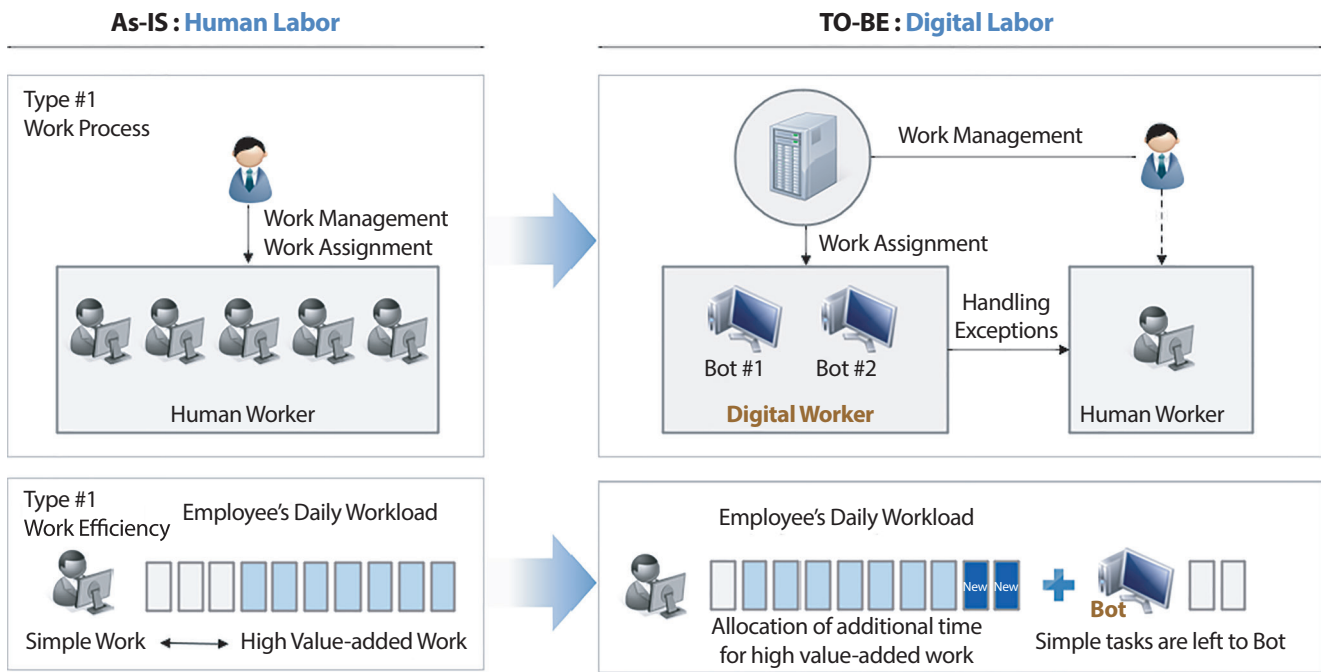 As-IS : Human Labor
TO-BE : Digital Labor
Type #1
Work Process
Work Management
Work Assignment
Human Worker
Work Management
Work Assignment
Bot #1
Bot #2
Digital Worker
Handling
Exceptions
Human Worker
Type #1
Work Efficiency
Employee's Daily Workload
Simple Work
High Value-added Work
Employee's Daily Workload
New
New
Allocation of additional time
for high value-added work
Bot
Simple tasks are left to Bot